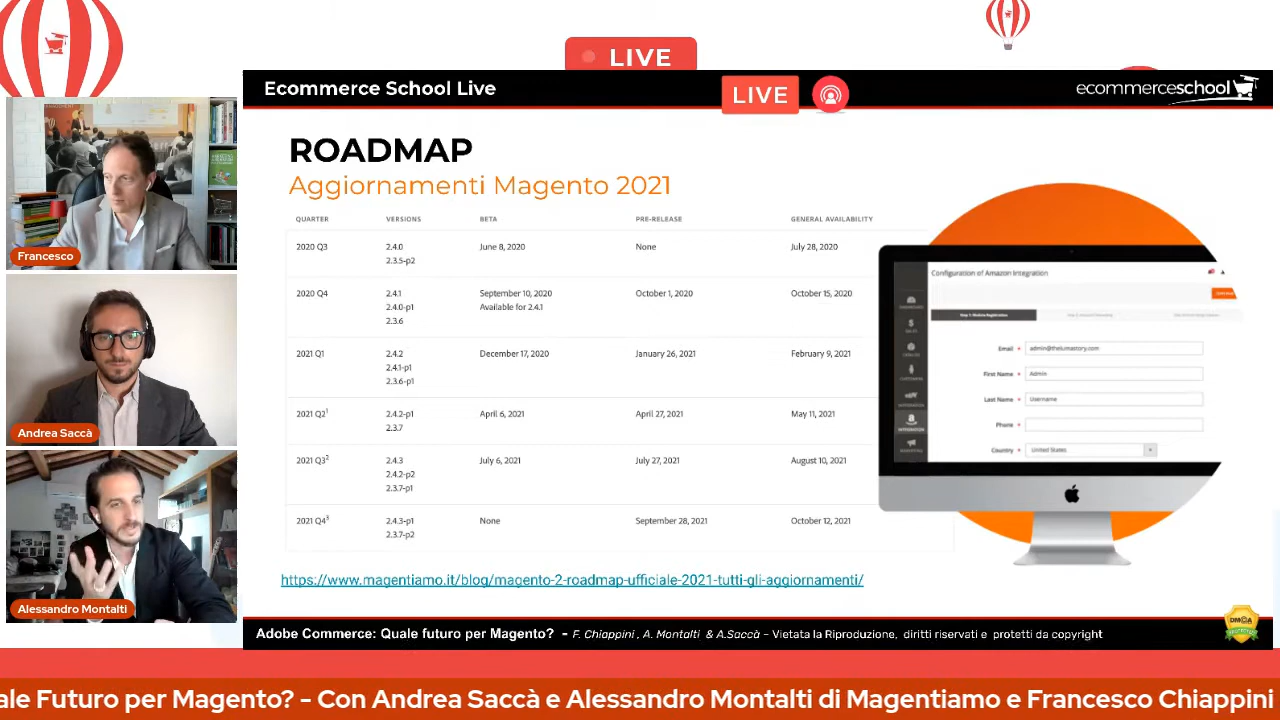 LIVE
Ecommerce School Live
LIVE
ecommerceschool
Francesco
Andrea Saccà
Alessandro Montalti
ROADMAP
Aggiornamenti Magento 2021
QUARTER VERSIONS BETA PRE-RELEASE GENERAL AVAILABILITY
2020 Q3 2.4.0 June 8, 2020 None July 28, 2020
2.3.5-p2
2020 Q4 2.4.1 September 10, 2020 October 1, 2020 October 15, 2020
2.4.0-p1 Available for 2.4.1
2.3.6
2021 Q1 2.4.2 December 17, 2020 January 26, 2021 February 9, 2021
2.4.1-p1
2.3.6-p1
2021 Q2¹ 2.4.2-p1 April 6, 2021 April 27, 2021 May 11, 2021
2.3.7
2021 Q3² 2.4.3 July 6, 2021 July 27, 2021 August 10, 2021
2.4.2-p2
2.3.7-p1
2021 Q4³ 2.4.3-p1 None September 28, 2021 October 12, 2021
2.3.7-p2
Configuration of Amazon Integration
Email * admin@thelumastory.com
First Name * Admin
Last Name * Username
Phone *
Country * United States
https://www.magentiamo.it/blog/magento-2-roadmap-ufficiale-2021-tutti-gli-aggiornamenti/
Adobe Commerce: Quale futuro per Magento? - F. Chiappini , A. Montalti & A.Saccà - Vietata la Riproduzione, diritti riservati e protetti da copyright
DMCA
ale Futuro per Magento? - Con Andrea Saccà e Alessandro Montalti di Magentiamo e Francesco Chiappini